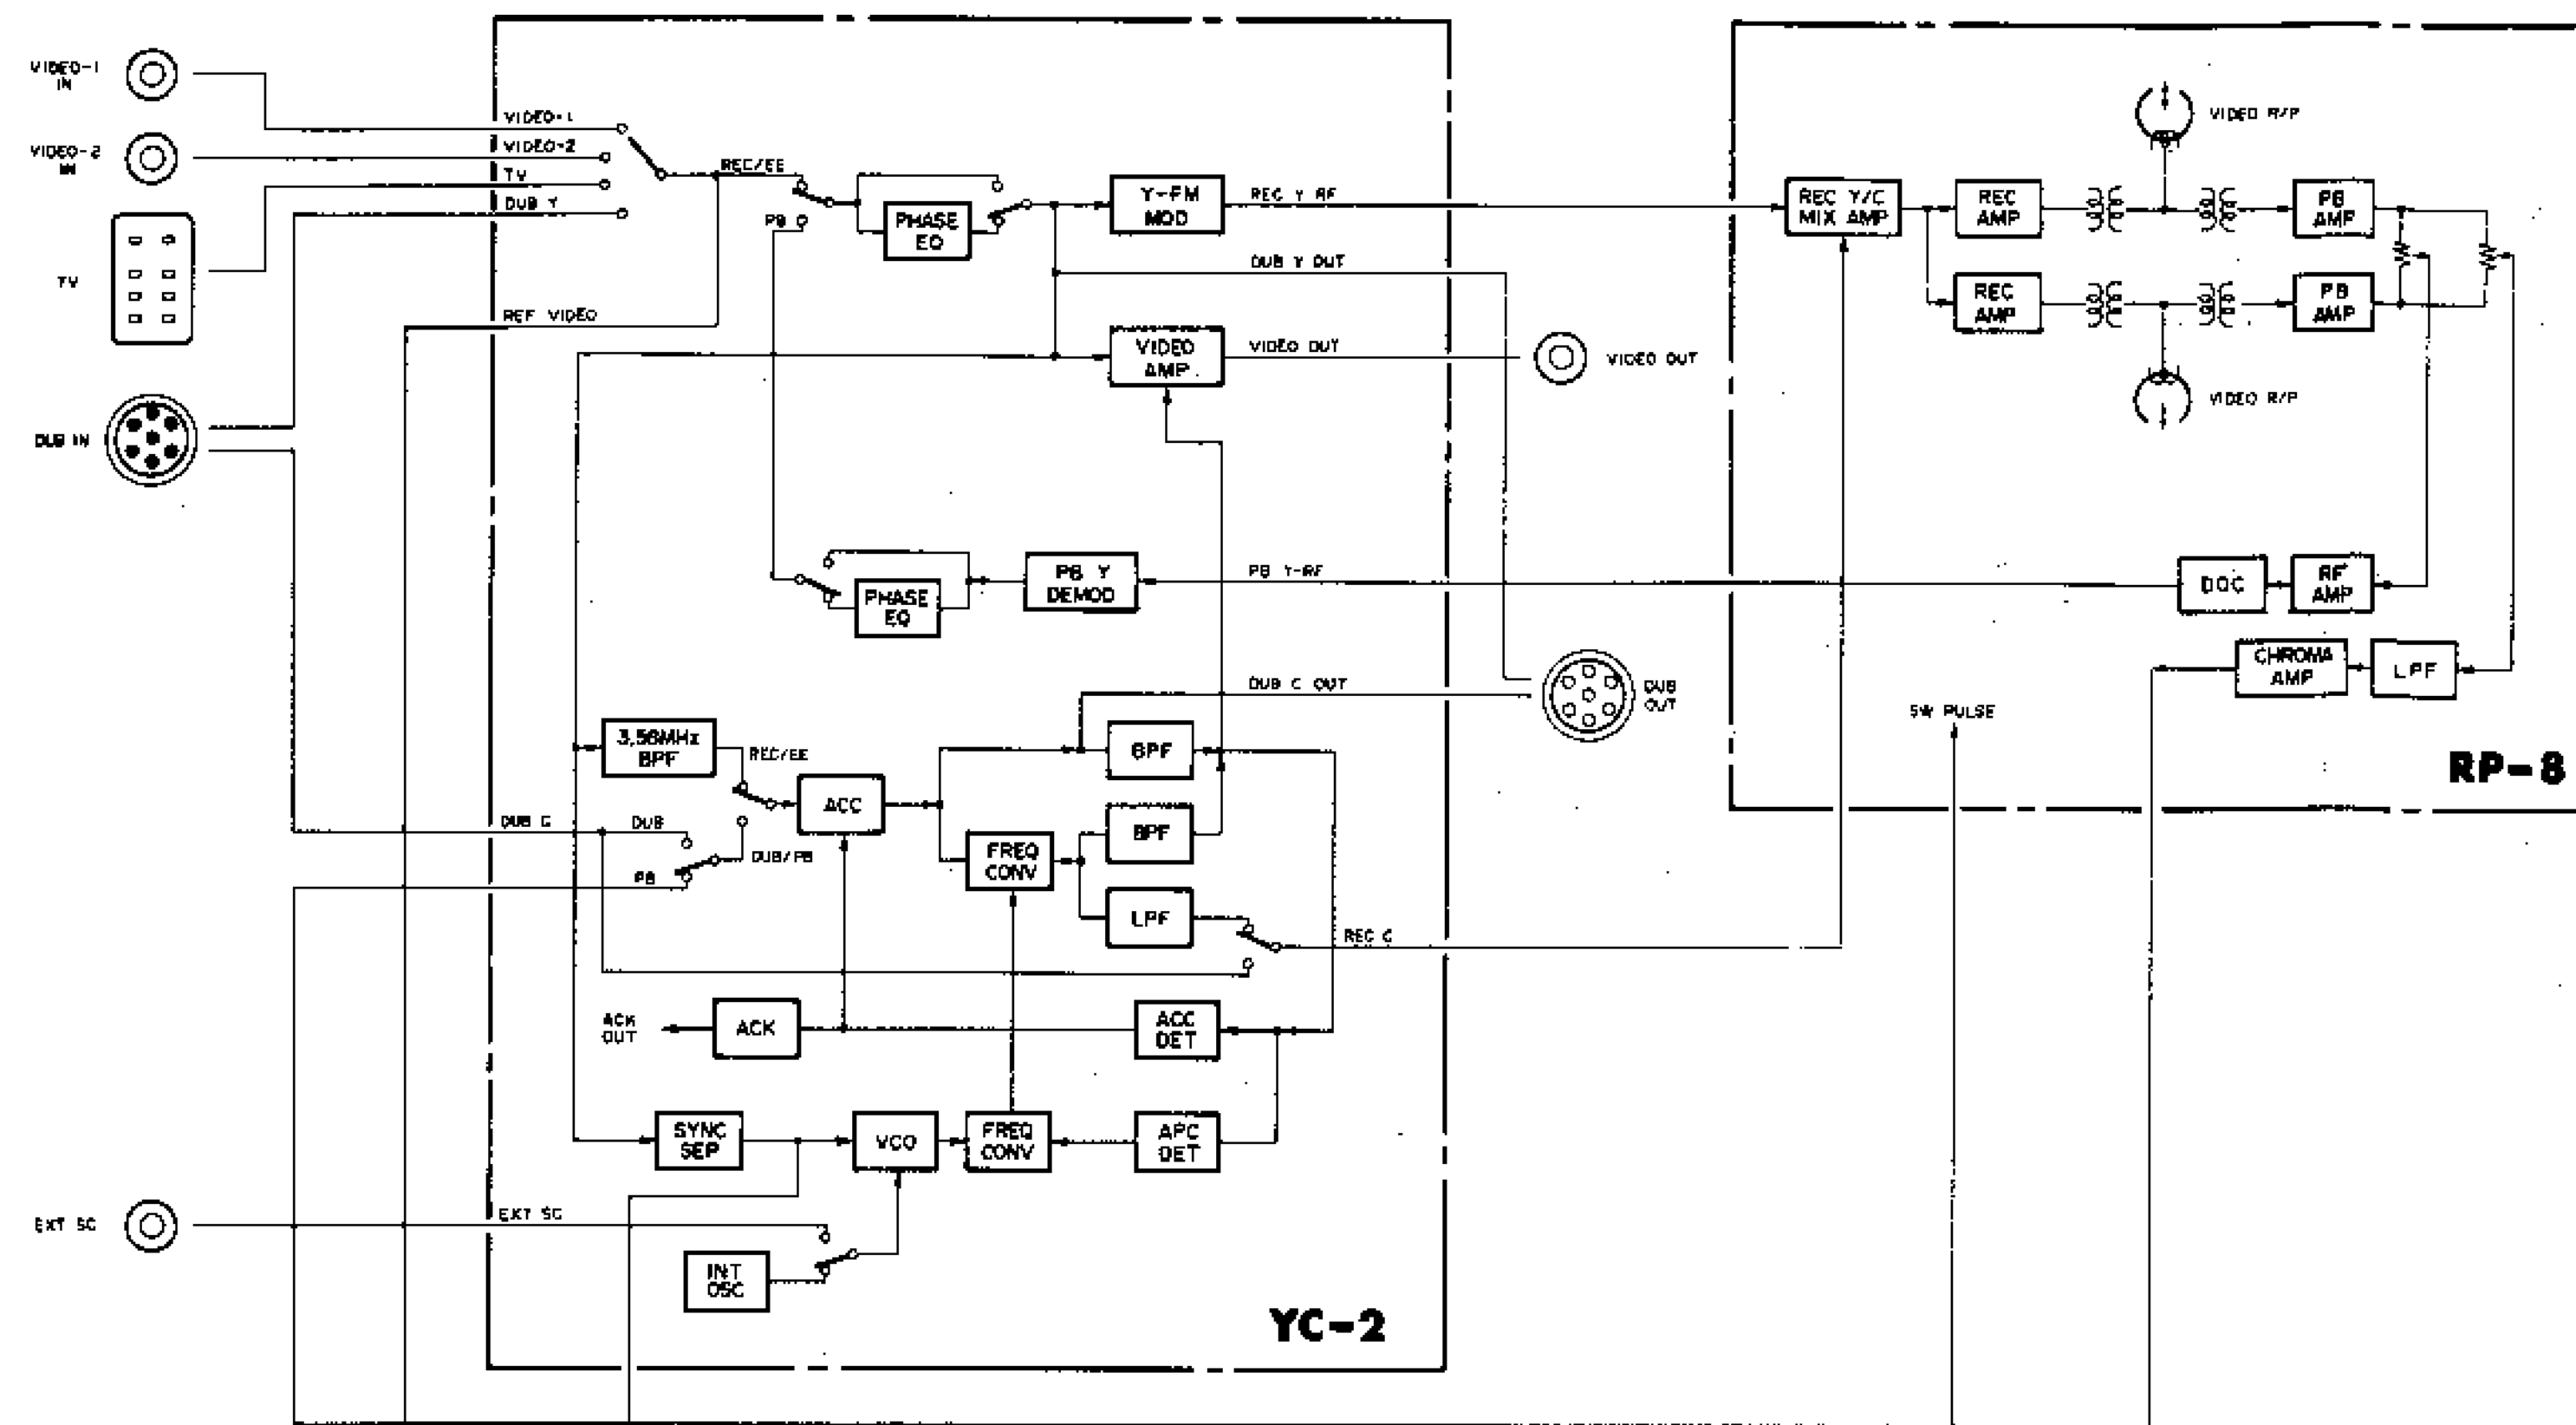 VIDEO-1
IN
VIDEO-2
IN
TV
DUB IN
EXT SC
VIDEO-1
VIDEO-2
TV
DUB Y
REC/EE
PB
PHASE
EQ
Y-FM
MOD
REC Y RF
DUB Y OUT
REF VIDEO
VIDEO
AMP
VIDEO OUT
VIDEO OUT
PHASE
EQ
PB Y
DEMOD
PB Y-RF
DUB C OUT
DUB
OUT
3.58MHz
BPF
REC/EE
ACC
BPF
BPF
FREQ
CONV
LPF
DUB C
DUB
DUB/PB
PB
REC C
ACK
OUT
ACK
ACC
DET
SYNC
SEP
VCO
FREQ
CONV
APC
DET
EXT SC
INT
OSC
YC-2
VIDEO R/P
REC Y/C
MIX AMP
REC
AMP
PB
AMP
REC
AMP
PB
AMP
VIDEO R/P
DOC
RF
AMP
CHROMA
AMP
LPF
SW PULSE
RP-8